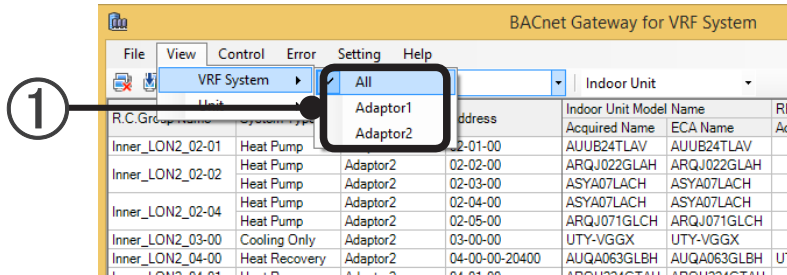 BACnet Gateway for VRF System
File View Control Error Setting Help
VRF System All Indoor Unit
Unit Adaptor1
Adaptor2
1
R.C.Group Name System Type Address Indoor Unit Model Name
Acquired Name ECA Name
Inner_LON2_02-01 Heat Pump 02-01-00 AUUB24TLAV AUUB24TLAV
Inner_LON2_02-02 Heat Pump Adaptor2 02-02-00 ARQJ022GLAH ARQJ022GLAH
Heat Pump Adaptor2 02-03-00 ASYA07LACH ASYA07LACH
Inner_LON2_02-04 Heat Pump Adaptor2 02-04-00 ASYA07LACH ASYA07LACH
Heat Pump Adaptor2 02-05-00 ARQJ071GLCH ARQJ071GLCH
Inner_LON2_03-00 Cooling Only Adaptor2 03-00-00 UTY-VGGX UTY-VGGX
Inner_LON2_04-00 Heat Recovery Adaptor2 04-00-00-20400 AUQA063GLBH AUQA063GLBH